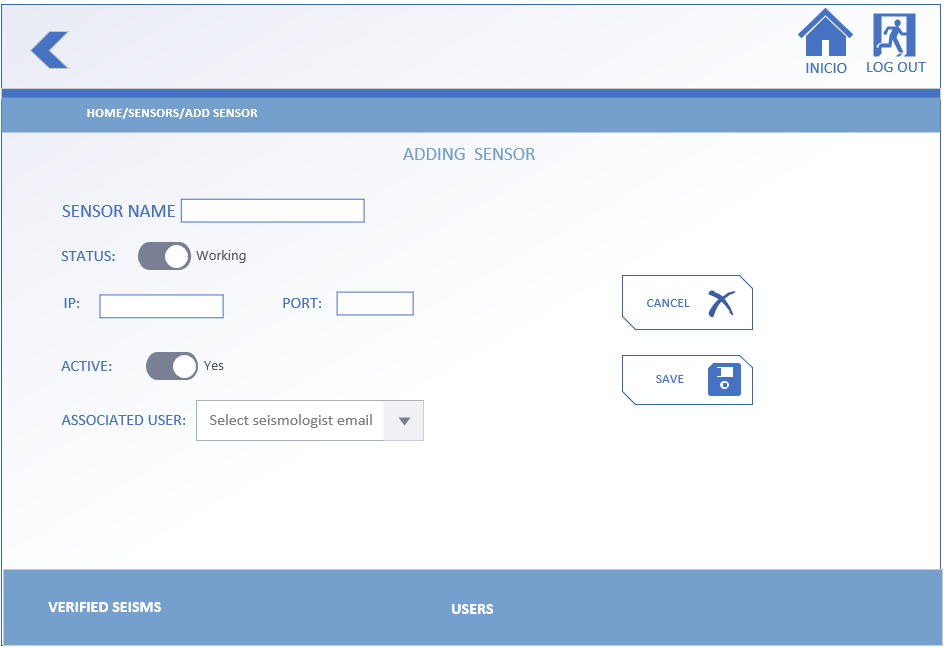 INICIO
LOG OUT
HOME/SENSORS/ADD SENSOR
ADDING SENSOR
SENSOR NAME
STATUS: Working
IP: PORT:
CANCEL
ACTIVE: Yes
SAVE
ASSOCIATED USER: Select seismologist email
VERIFIED SEISMS
USERS